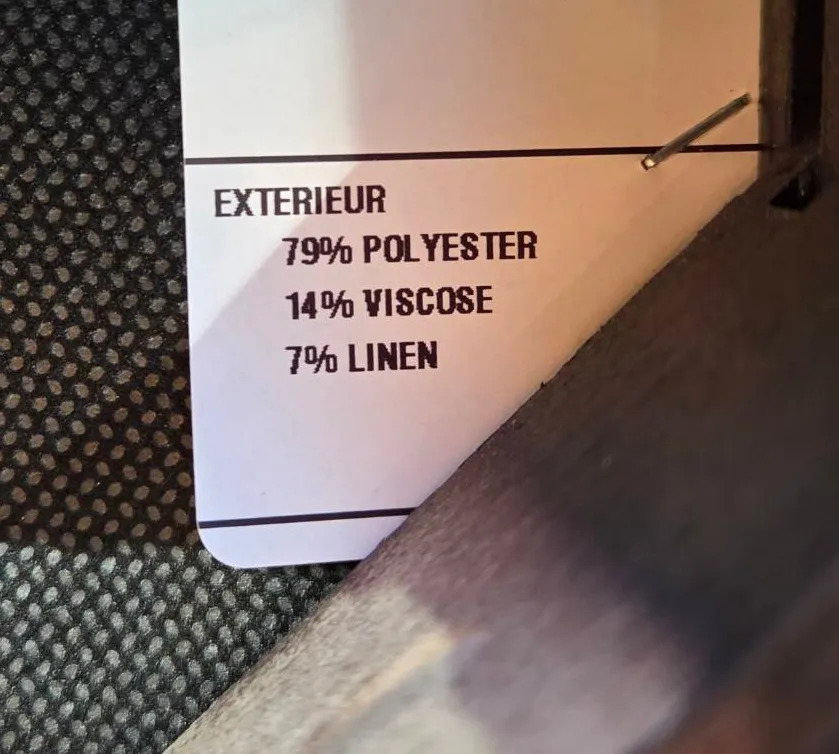 EXTERIEUR
79% POLYESTER
14% VISCOSE
7% LINEN